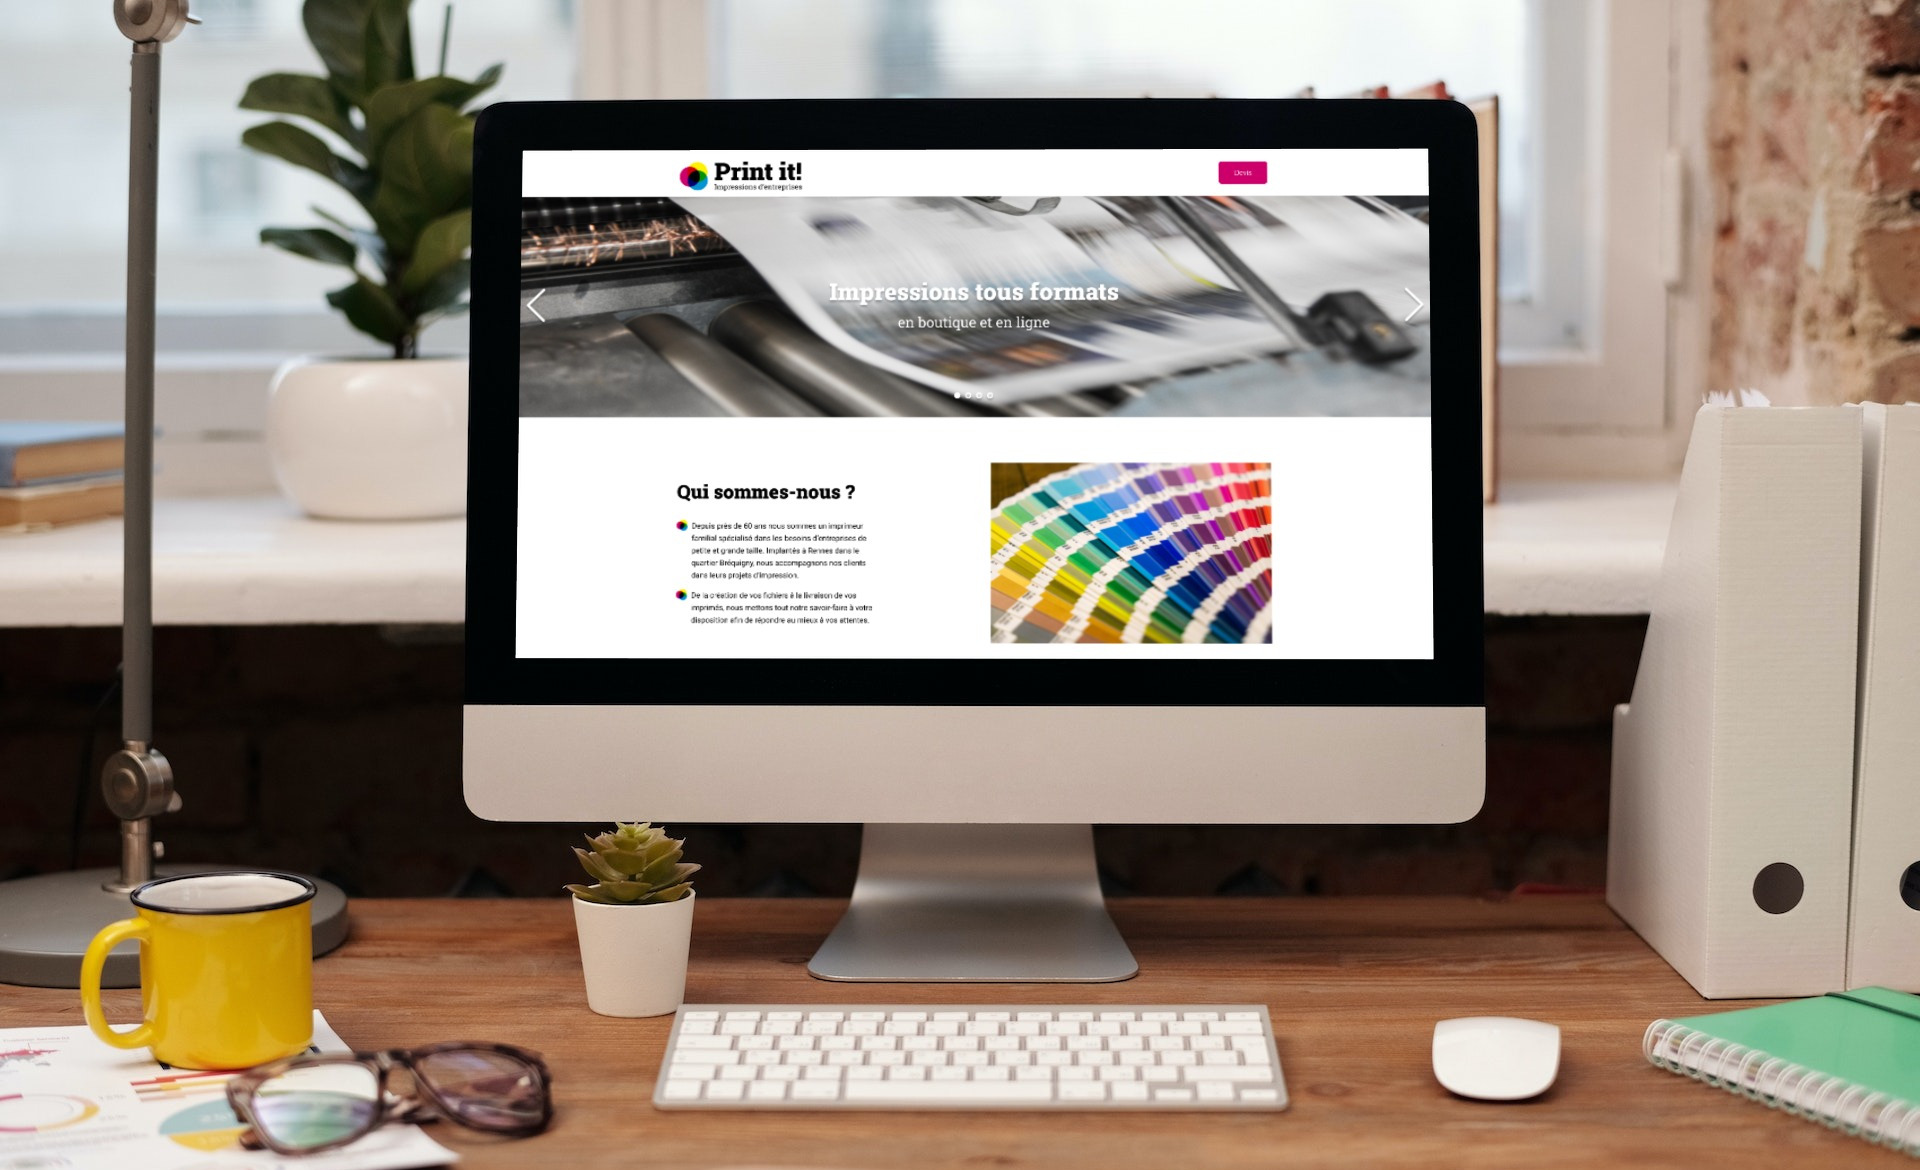 Print it!
Impressions d'entreprises
Devis
Impressions tous formats
en boutique et en ligne
Qui sommes-nous ?
Depuis près de 60 ans nous sommes un imprimeur
familial spécialisé dans les besoins d'entreprises de
petite et grande taille. Implantés à Rennes dans le
quartier Bréquigny, nous accompagnons nos clients
dans leurs projets d'impression.
De la création de vos fichiers à la livraison de vos
imprimés, nous mettons tout notre savoir-faire à votre
disposition afin de répondre au mieux à vos attentes.